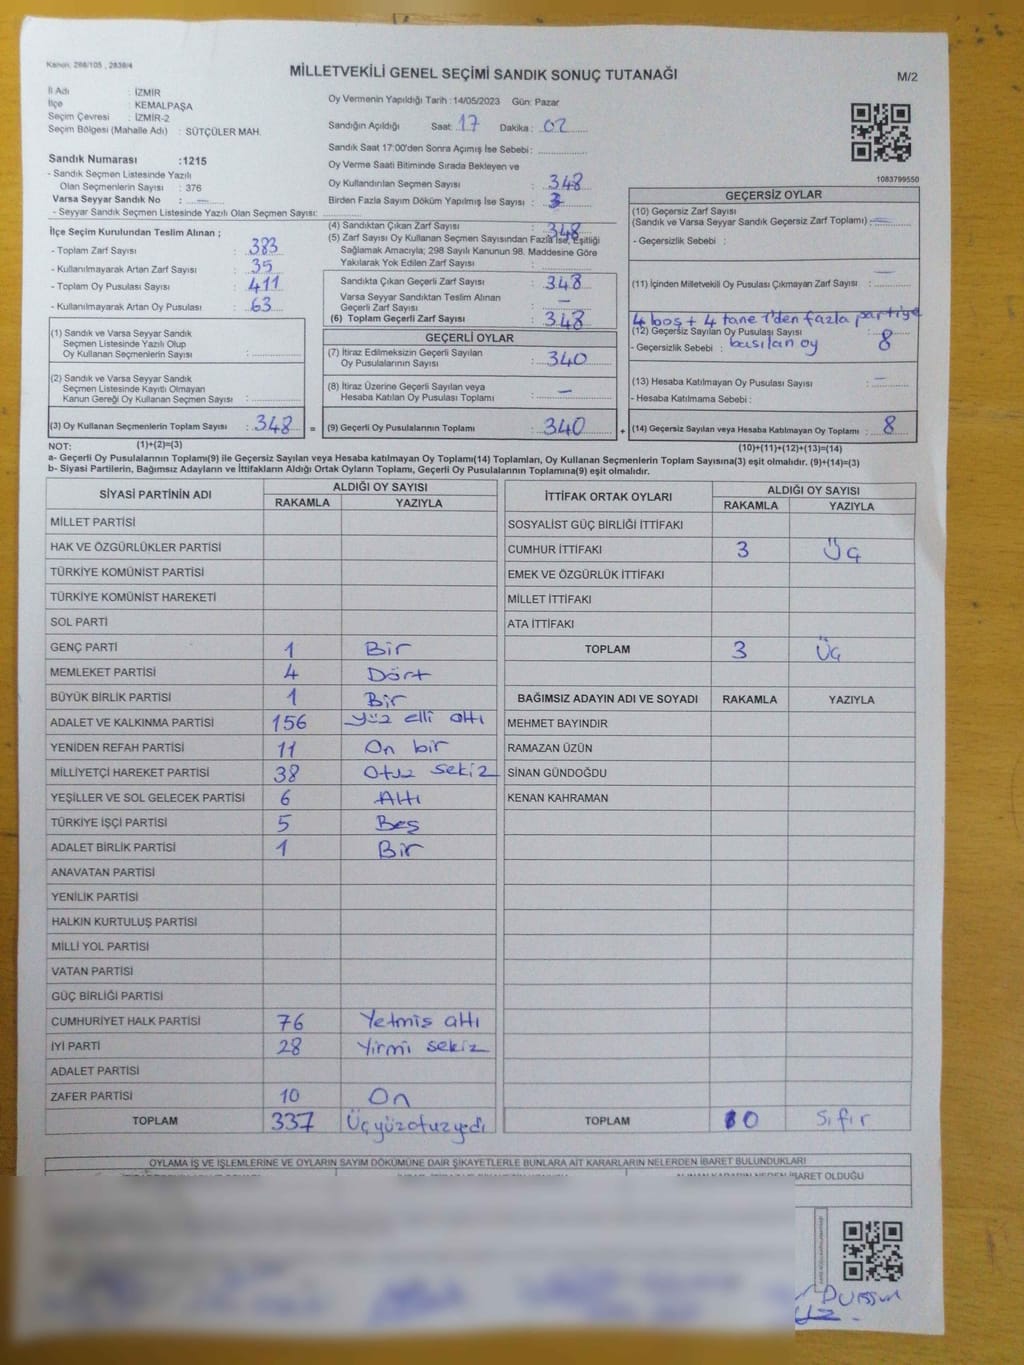 Kanun: 298/105 , 2839/4
MİLLETVEKİLİ GENEL SEÇİMİ SANDIK SONUÇ TUTANAĞI
M/2
İl Adı : İZMİR
İlçe : KEMALPAŞA
Seçim Çevresi : İZMİR-2
Seçim Bölgesi (Mahalle Adı) : SÜTÇÜLER MAH.
Oy Vermenin Yapıldığı Tarih : 14/05/2023 Gün: Pazar
Sandığın Açıldığı Saat: 17 Dakika : 02
Sandık Saat 17:00'den Sonra Açımış İse Sebebi :
Oy Verme Saati Bitiminde Sırada Bekleyen ve
Oy Kullandırılan Seçmen Sayısı : 348
Birden Fazla Sayım Döküm Yapılmış İse Sayısı :
1083799550
Sandık Numarası :1215
- Sandık Seçmen Listesinde Yazılı
Olan Seçmenlerin Sayısı : 376
Varsa Seyyar Sandık No : —
- Seyyar Sandık Seçmen Listesinde Yazılı Olan Seçmen Sayısı:
İlçe Seçim Kurulundan Teslim Alınan ;
- Toplam Zarf Sayısı : 383
- Kullanılmayarak Artan Zarf Sayısı : 35
- Toplam Oy Pusulası Sayısı : 411
- Kullanılmayarak Artan Oy Pusulası : 63
(1) Sandık ve Varsa Seyyar Sandık
Seçmen Listesinde Yazılı Olup
Oy Kullanan Seçmenlerin Sayısı :
(2) Sandık ve Varsa Seyyar Sandık
Seçmen Listesinde Kayıtlı Olmayan
Kanun Gereği Oy Kullanan Seçmen Sayısı :
(3) Oy Kullanan Seçmenlerin Toplam Sayısı : 348 =
(4) Sandıktan Çıkan Zarf Sayısı : 348
(5) Zarf Sayısı Oy Kullanan Seçmen Sayısından Fazla İse, Eşitliği
Sağlamak Amacıyla; 298 Sayılı Kanunun 98. Maddesine Göre
Yakılarak Yok Edilen Zarf Sayısı :
Sandıkta Çıkan Geçerli Zarf Sayısı : 348
Varsa Seyyar Sandıktan Teslim Alınan
Geçerli Zarf Sayısı : —
(6) Toplam Geçerli Zarf Sayısı : 348
GEÇERLİ OYLAR
(7) İtiraz Edilmeksizin Geçerli Sayılan
Oy Pusulalarının Sayısı : 340
(8) İtiraz Üzerine Geçerli Sayılan veya
Hesaba Katılan Oy Pusulası Toplamı : —
(9) Geçerli Oy Pusulalarının Toplamı : 340 +
GEÇERSİZ OYLAR
(10) Geçersiz Zarf Sayısı
(Sandık ve Varsa Seyyar Sandık Geçersiz Zarf Toplamı) : —
- Geçersizlik Sebebi :
—
(11) İçinden Milletvekili Oy Pusulası Çıkmayan Zarf Sayısı :
4 boş + 4 tane 1'den fazla partiye
(12) Geçersiz Sayılan Oy Pusulası Sayısı : 8
- Geçersizlik Sebebi : basılan oy
(13) Hesaba Katılmayan Oy Pusulası Sayısı : —
- Hesaba Katılmama Sebebi :
(14) Geçersiz Sayılan veya Hesaba Katılmayan Oy Toplamı : 8
NOT: (1)+(2)=(3)
(10)+(11)+(12)+(13)=(14)
a- Geçerli Oy Pusulalarının Toplamı(9) ile Geçersiz Sayılan veya Hesaba katılmayan Oy Toplamı(14) Toplamları, Oy Kullanan Seçmenlerin Toplam Sayısına(3) eşit olmalıdır. (9)+(14)=(3)
b- Siyasi Partilerin, Bağımsız Adayların ve İttifakların Aldığı Ortak Oyların Toplamı, Geçerli Oy Pusulalarının Toplamına(9) eşit olmalıdır.
SİYASİ PARTİNİN ADI ALDIĞI OY SAYISI
RAKAMLA YAZIYLA
MİLLET PARTİSİ
HAK VE ÖZGÜRLÜKLER PARTİSİ
TÜRKİYE KOMÜNİST PARTİSİ
TÜRKİYE KOMÜNİST HAREKETİ
SOL PARTİ
GENÇ PARTİ 1 Bir
MEMLEKET PARTİSİ 4 Dört
BÜYÜK BİRLİK PARTİSİ 1 Bir
ADALET VE KALKINMA PARTİSİ 156 yüz elli altı
YENİDEN REFAH PARTİSİ 11 On bir
MİLLİYETÇİ HAREKET PARTİSİ 38 Otuz sekiz
YEŞİLLER VE SOL GELECEK PARTİSİ 6 Altı
TÜRKİYE İŞÇİ PARTİSİ 5 Beş
ADALET BİRLİK PARTİSİ 1 Bir
ANAVATAN PARTİSİ
YENİLİK PARTİSİ
HALKIN KURTULUŞ PARTİSİ
MİLLİ YOL PARTİSİ
VATAN PARTİSİ
GÜÇ BİRLİĞİ PARTİSİ
CUMHURİYET HALK PARTİSİ 76 Yetmiş altı
İYİ PARTİ 28 Yirmi sekiz
ADALET PARTİSİ
ZAFER PARTİSİ 10 On
TOPLAM 337 Üçyüzotuzyedi
İTTİFAK ORTAK OYLARI ALDIĞI OY SAYISI
RAKAMLA YAZIYLA
SOSYALİST GÜÇ BİRLİĞİ İTTİFAKI
CUMHUR İTTİFAKI 3 Üç
EMEK VE ÖZGÜRLÜK İTTİFAKI
MİLLET İTTİFAKI
ATA İTTİFAKI
TOPLAM 3 Üç
BAĞIMSIZ ADAYIN ADI VE SOYADI RAKAMLA YAZIYLA
MEHMET BAYINDIR
RAMAZAN ÜZÜN
SİNAN GÜNDOĞDU
KENAN KAHRAMAN
TOPLAM 0 Sıfır
OYLAMA İŞ VE İŞLEMLERİNE VE OYLARIN SAYIM DÖKÜMÜNE DAİR ŞİKAYETLERLE BUNLARA AİT KARARLARIN NELERDEN İBARET BULUNDUKLARI
İBARET OLDUĞU
Dursun